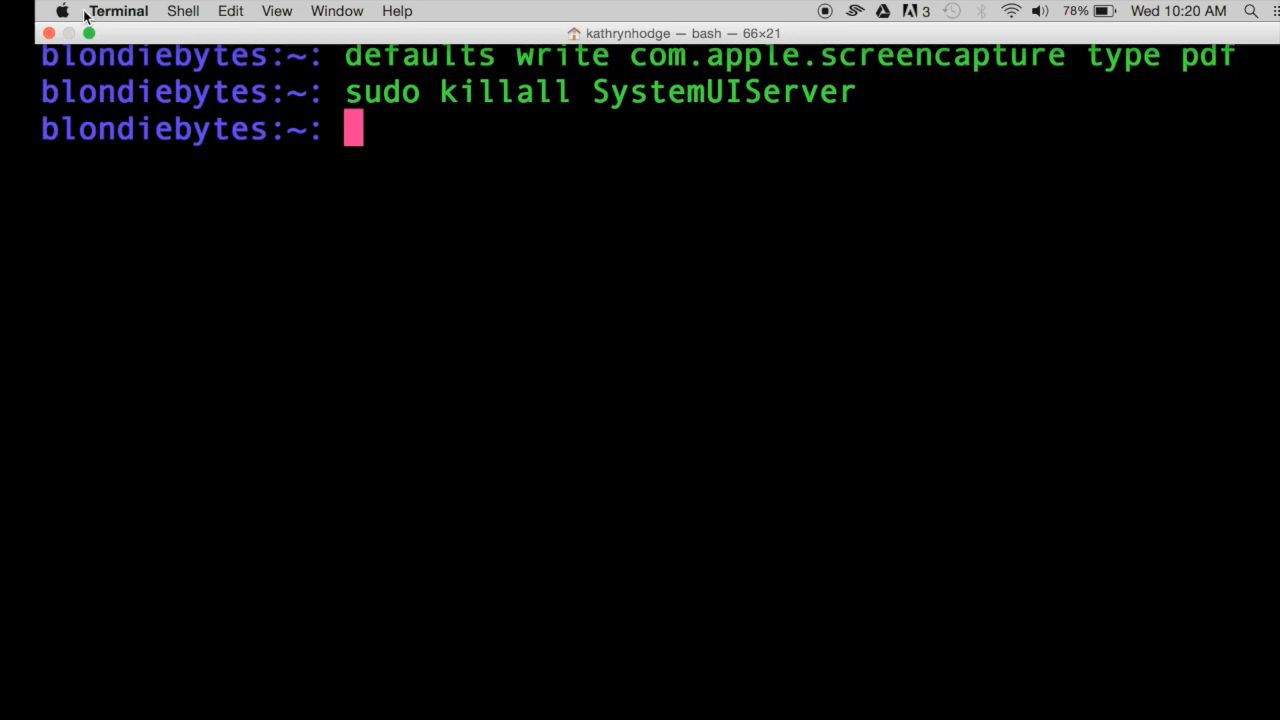 Terminal Shell Edit View Window Help 3 78% Wed 10:20 AM
kathrynhodge — bash — 66×21
blondiebytes:~: defaults write com.apple.screencapture type pdf
blondiebytes:~: sudo killall SystemUIServer
blondiebytes:~: